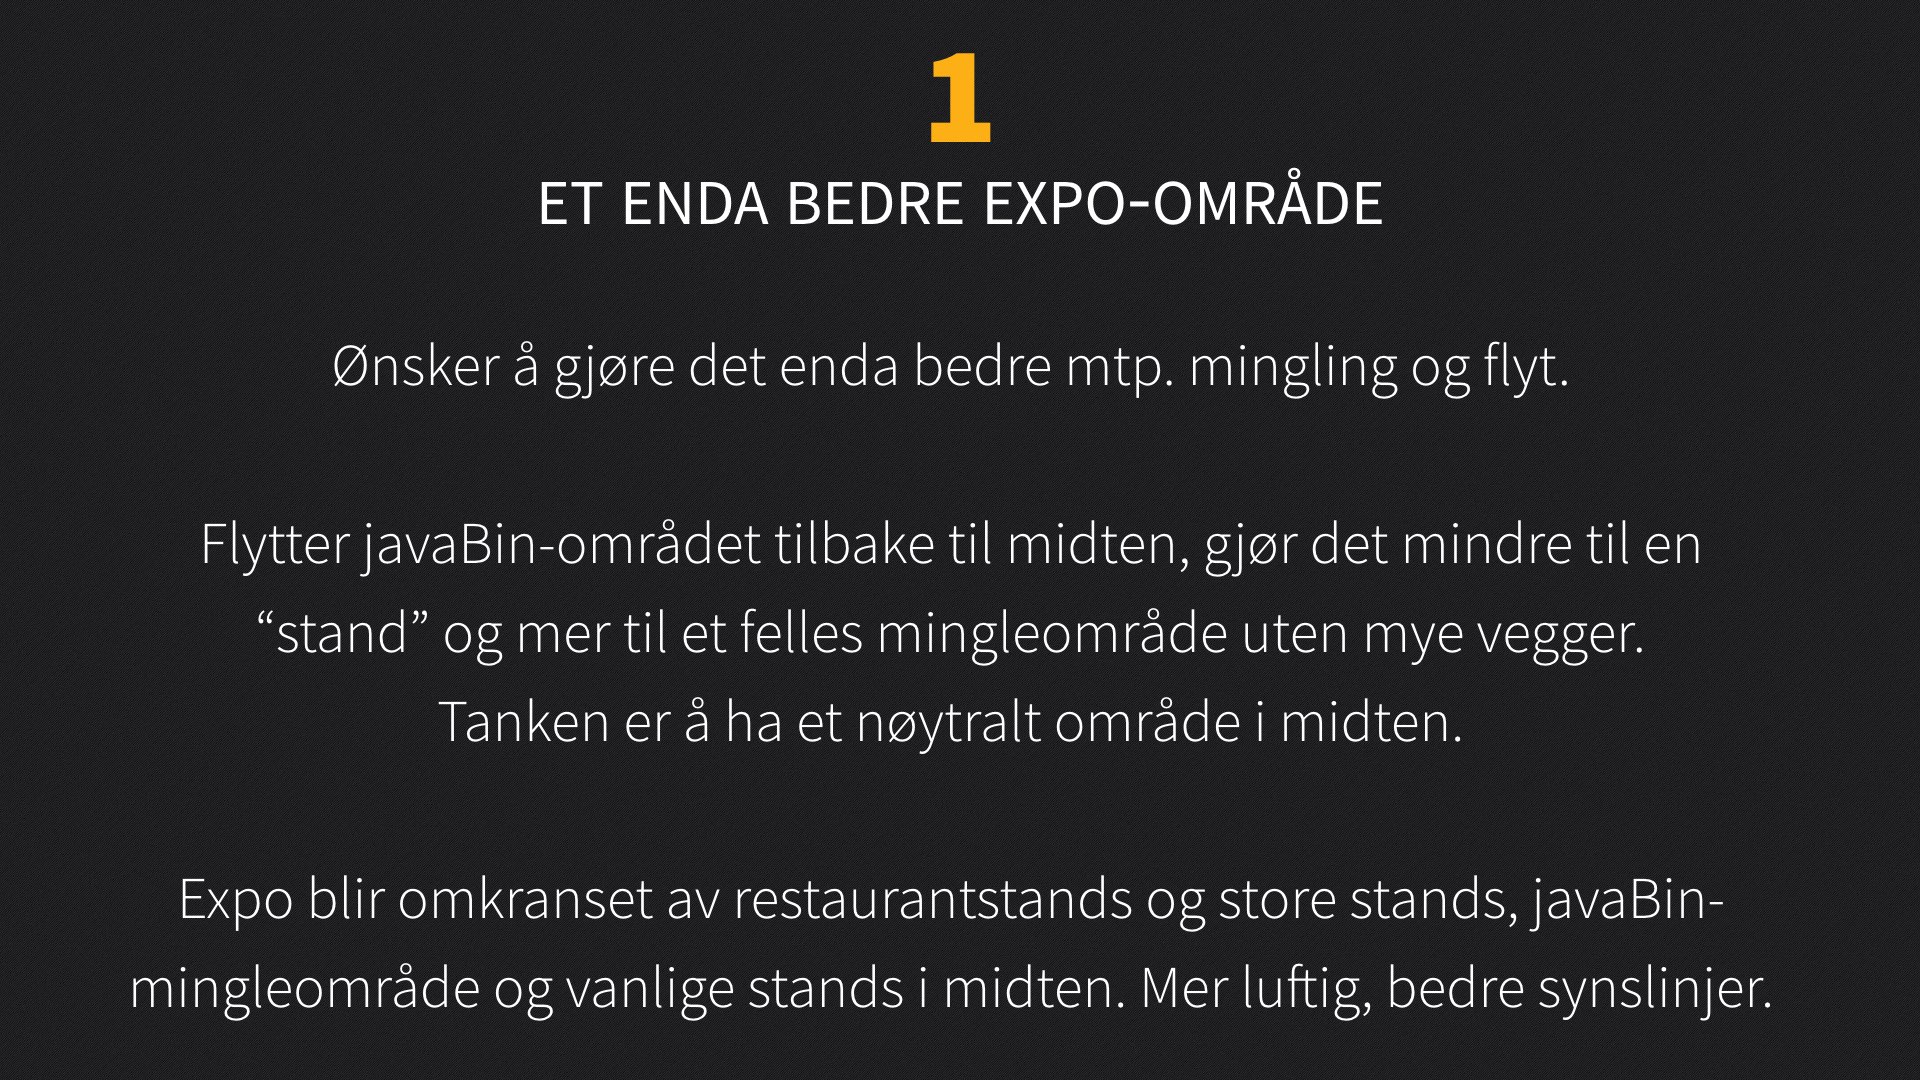 1
ET ENDA BEDRE EXPO-OMRÅDE
Ønsker å gjøre det enda bedre mtp. mingling og flyt.
Flytter javaBin-området tilbake til midten, gjør det mindre til en
“stand” og mer til et felles mingleområde uten mye vegger.
Tanken er å ha et nøytralt område i midten.
Expo blir omkranset av restaurantstands og store stands, javaBin-
mingleområde og vanlige stands i midten. Mer luftig, bedre synslinjer.